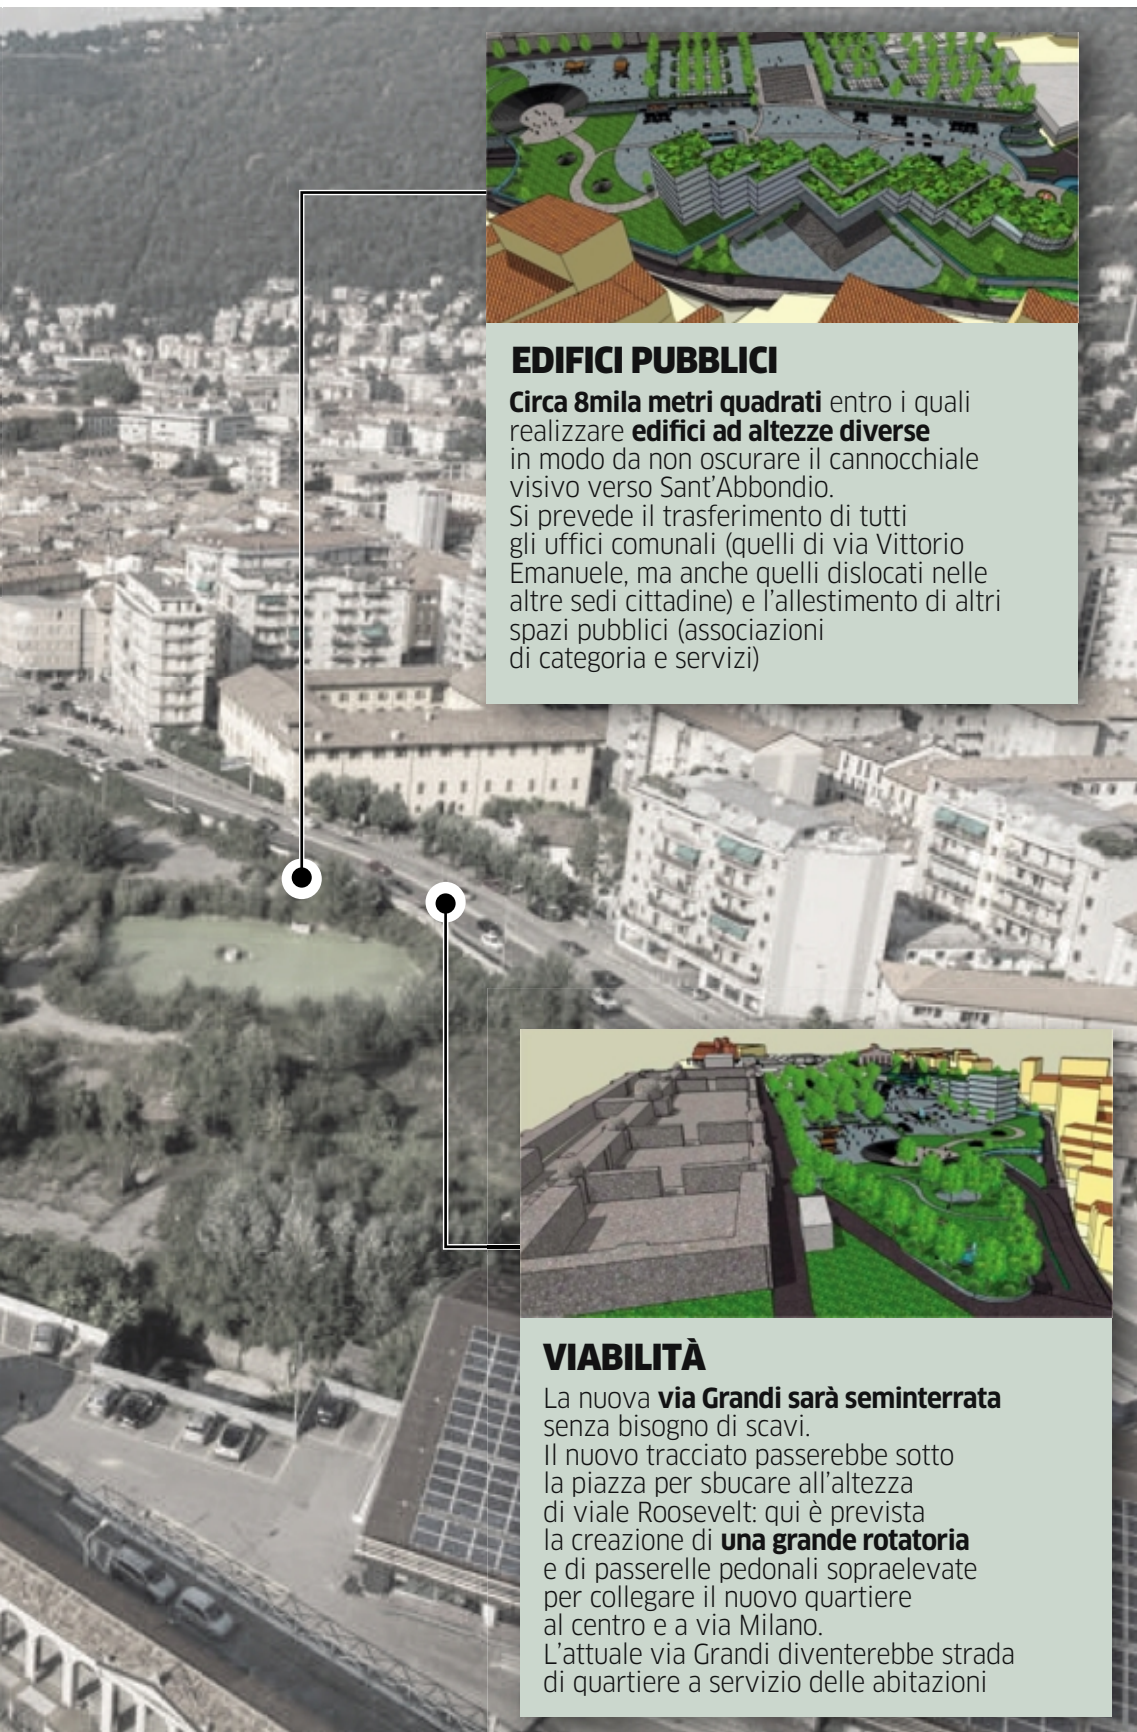 EDIFICI PUBBLICI
Circa 8mila metri quadrati entro i quali
realizzare edifici ad altezze diverse
in modo da non oscurare il cannocchiale
visivo verso Sant'Abbondio.
Si prevede il trasferimento di tutti
gli uffici comunali (quelli di via Vittorio
Emanuele, ma anche quelli dislocati nelle
altre sedi cittadine) e l'allestimento di altri
spazi pubblici (associazioni
di categoria e servizi)
VIABILITÀ
La nuova via Grandi sarà seminterrata
senza bisogno di scavi.
Il nuovo tracciato passerebbe sotto
la piazza per sbucare all'altezza
di viale Roosevelt: qui è prevista
la creazione di una grande rotatoria
e di passerelle pedonali sopraelevate
per collegare il nuovo quartiere
al centro e a via Milano.
L'attuale via Grandi diventerebbe strada
di quartiere a servizio delle abitazioni